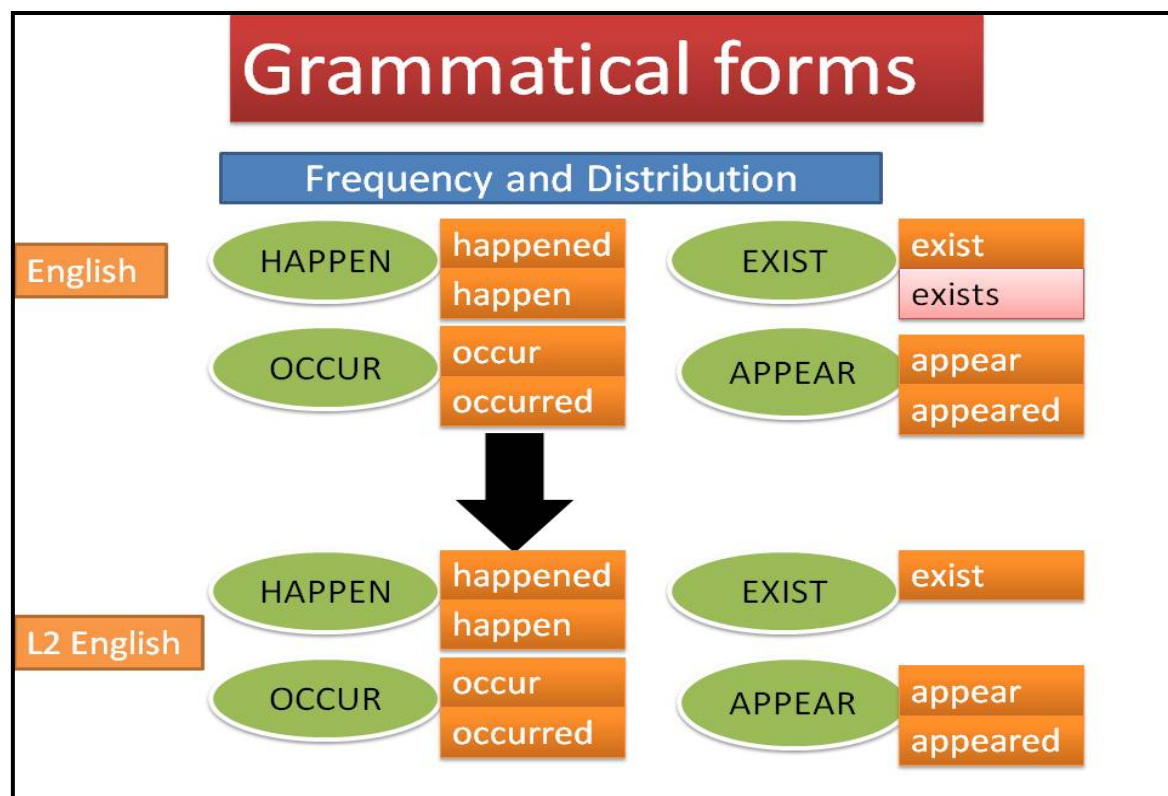 Grammatical forms
Frequency and Distribution
English
HAPPEN
happened
happen
EXIST
exist
exists
OCCUR
occur
occurred
APPEAR
appear
appeared
L2 English
HAPPEN
happened
happen
EXIST
exist
OCCUR
occur
occurred
APPEAR
appear
appeared